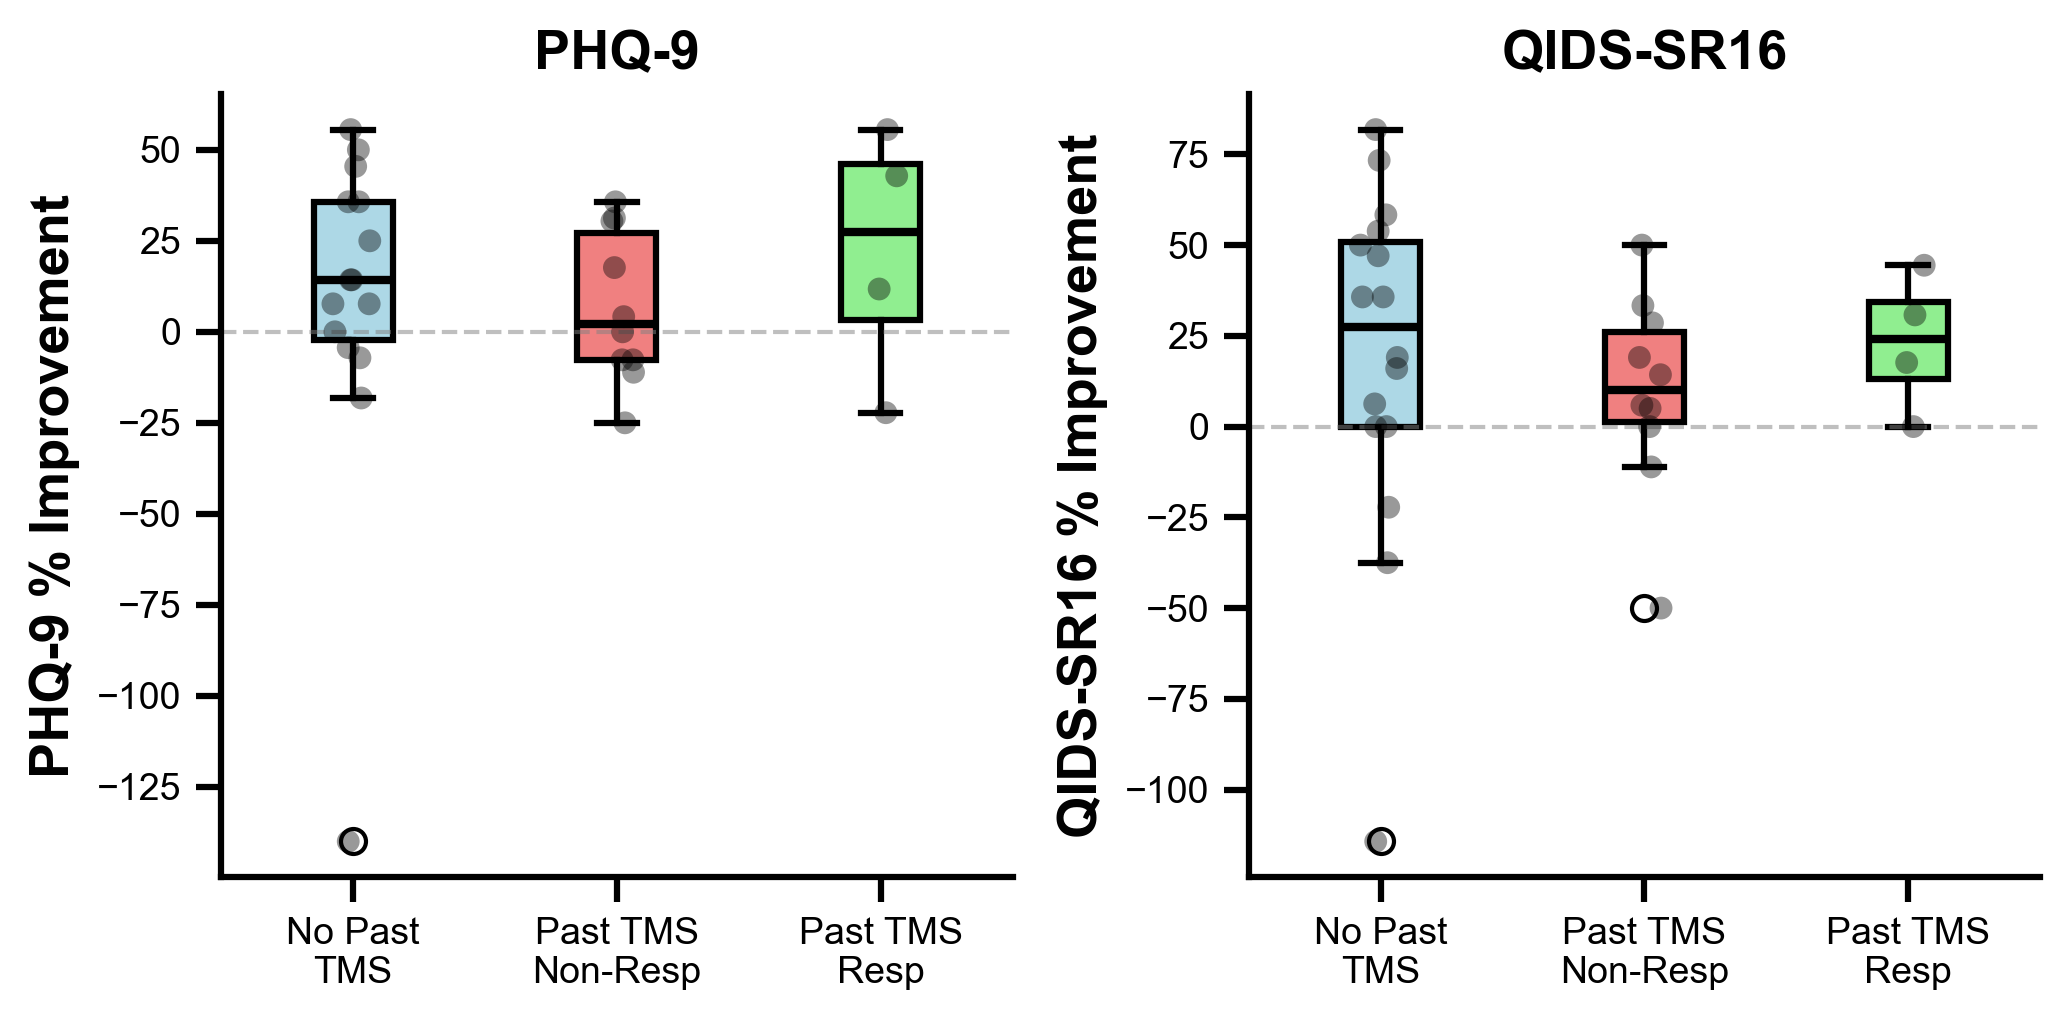 PHQ-9
PHQ-9 % Improvement
50
25
0
−25
−50
−75
−100
−125
No Past
TMS
Past TMS
Non-Resp
Past TMS
Resp
QIDS-SR16
QIDS-SR16 % Improvement
75
50
25
0
−25
−50
−75
−100
No Past
TMS
Past TMS
Non-Resp
Past TMS
Resp